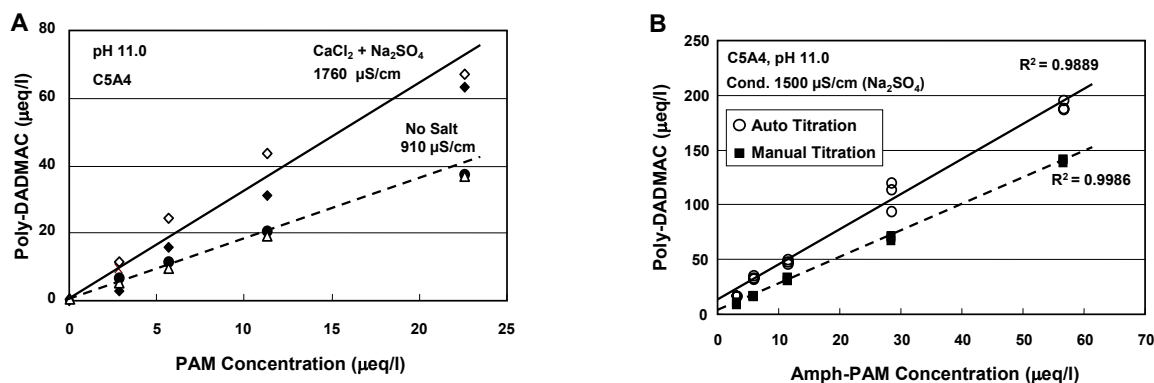 A
80
60
40
20
0
Poly-DADMAC (µeq/l)
pH 11.0
C5A4
CaCl₂ + Na₂SO₄
1760 µS/cm
No Salt
910 µS/cm
0 5 10 15 20 25
PAM Concentration (µeq/l)
B
250
200
150
100
50
0
Poly-DADMAC (µeq/l)
C5A4, pH 11.0
Cond. 1500 µS/cm (Na₂SO₄)
R² = 0.9889
Auto Titration
Manual Titration
R² = 0.9986
0 10 20 30 40 50 60 70
Amph-PAM Concentration (µeq/l)